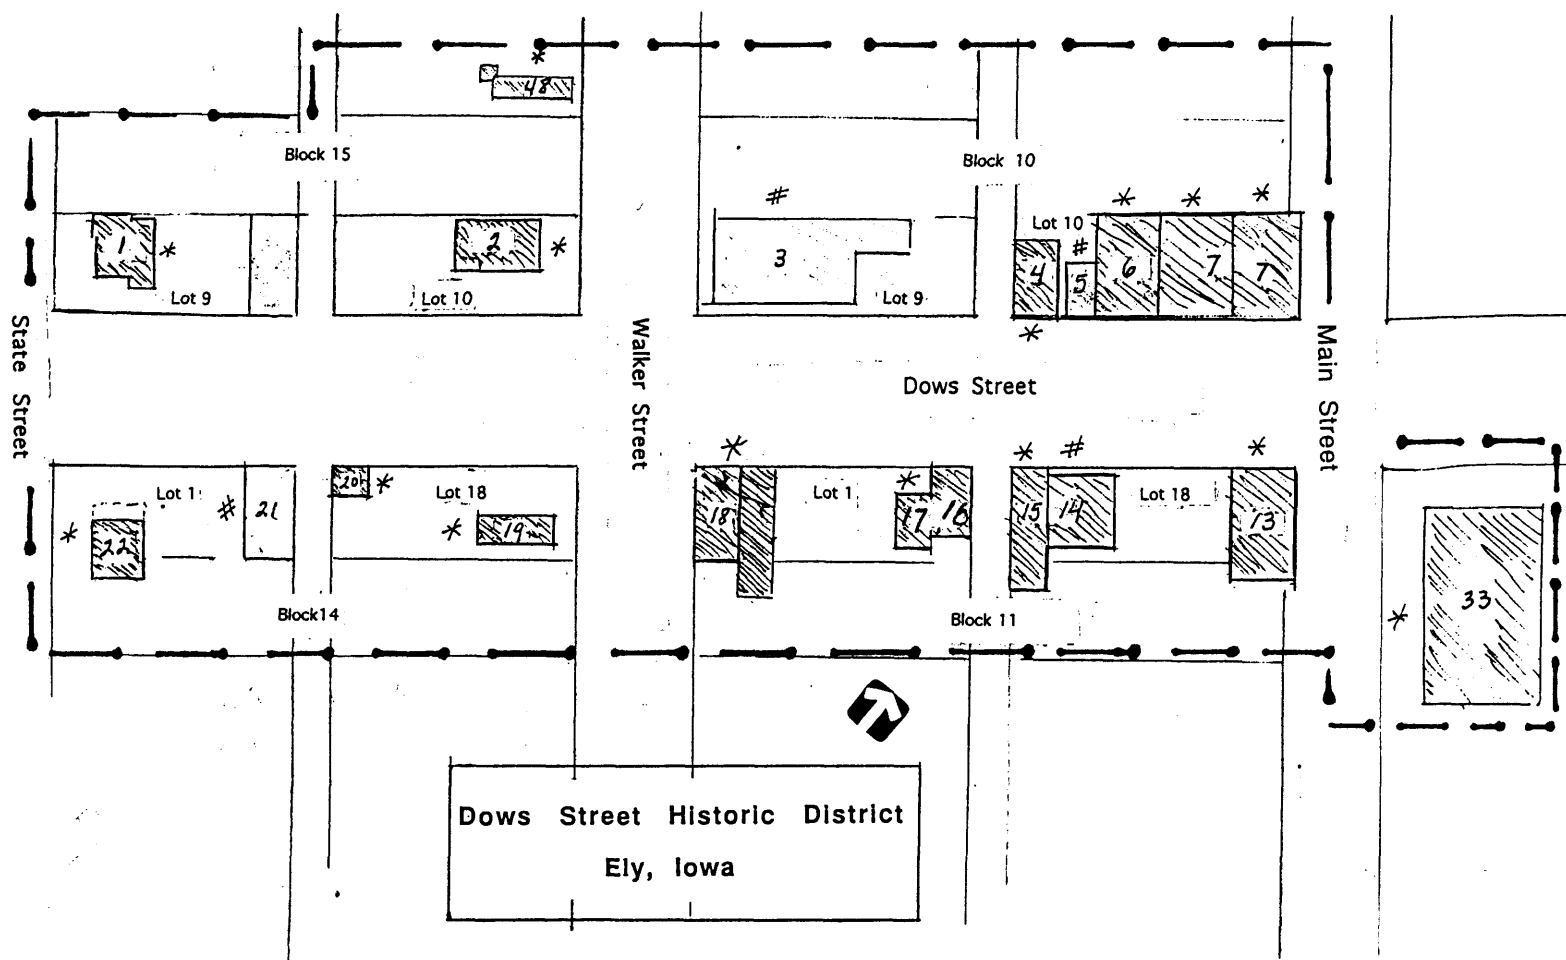 *
48
Block 15
Block 10
#
*
*
*
1
*
2
*
3
Lot 10
#
4
5
6
7
7
Lot 9
Lot 10
Lot 9
*
State Street
Walker Street
Dows Street
Main Street
*
*
#
*
Lot 1
#
21
20
*
Lot 18
Lot 1
*
Lot 18
*
22
*
19
18
17
16
15
14
13
*
33
Block14
Block 11
Dows Street Historic District
Ely, Iowa